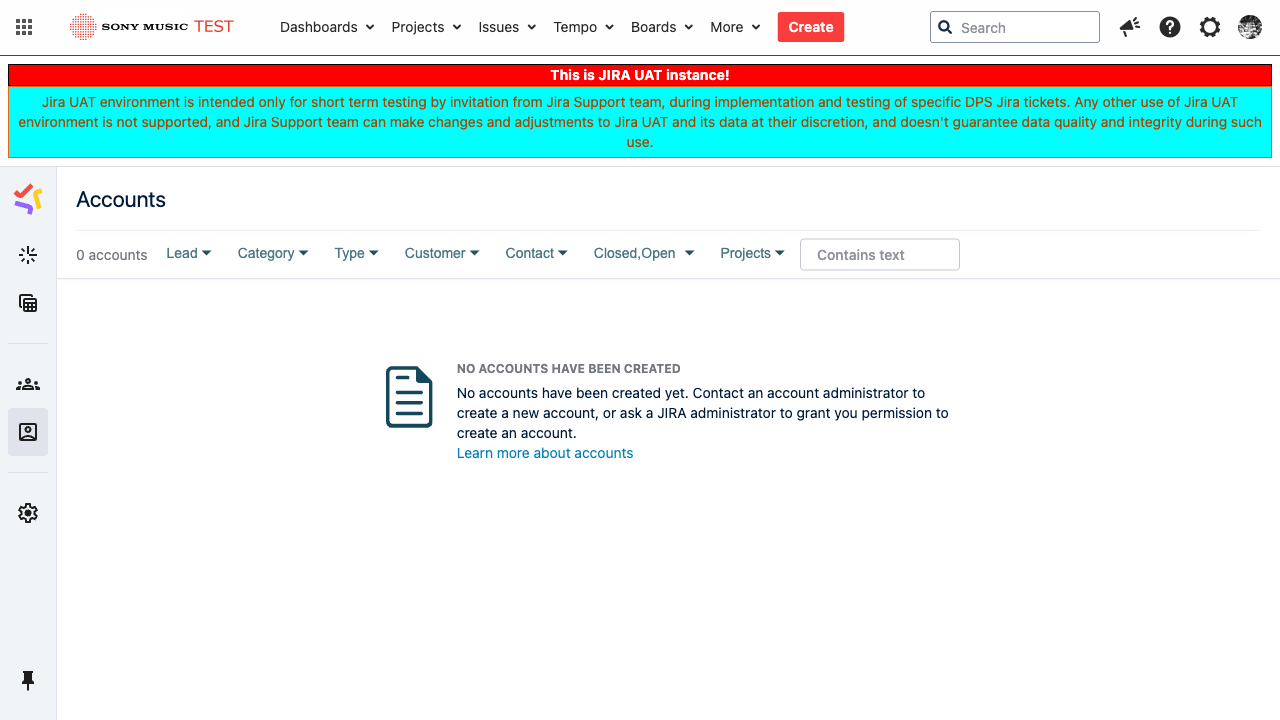 SONY MUSIC TEST
Dashboards Projects Issues Tempo Boards More Create Search
This is JIRA UAT instance!
Jira UAT environment is intended only for short term testing by invitation from Jira Support team, during implementation and testing of specific DPS Jira tickets. Any other use of Jira UAT
environment is not supported, and Jira Support team can make changes and adjustments to Jira UAT and its data at their discretion, and doesn't guarantee data quality and integrity during such
use.
Accounts
0 accounts Lead Category Type Customer Contact Closed,Open Projects Contains text
NO ACCOUNTS HAVE BEEN CREATED
No accounts have been created yet. Contact an account administrator to
create a new account, or ask a JIRA administrator to grant you permission to
create an account.
Learn more about accounts